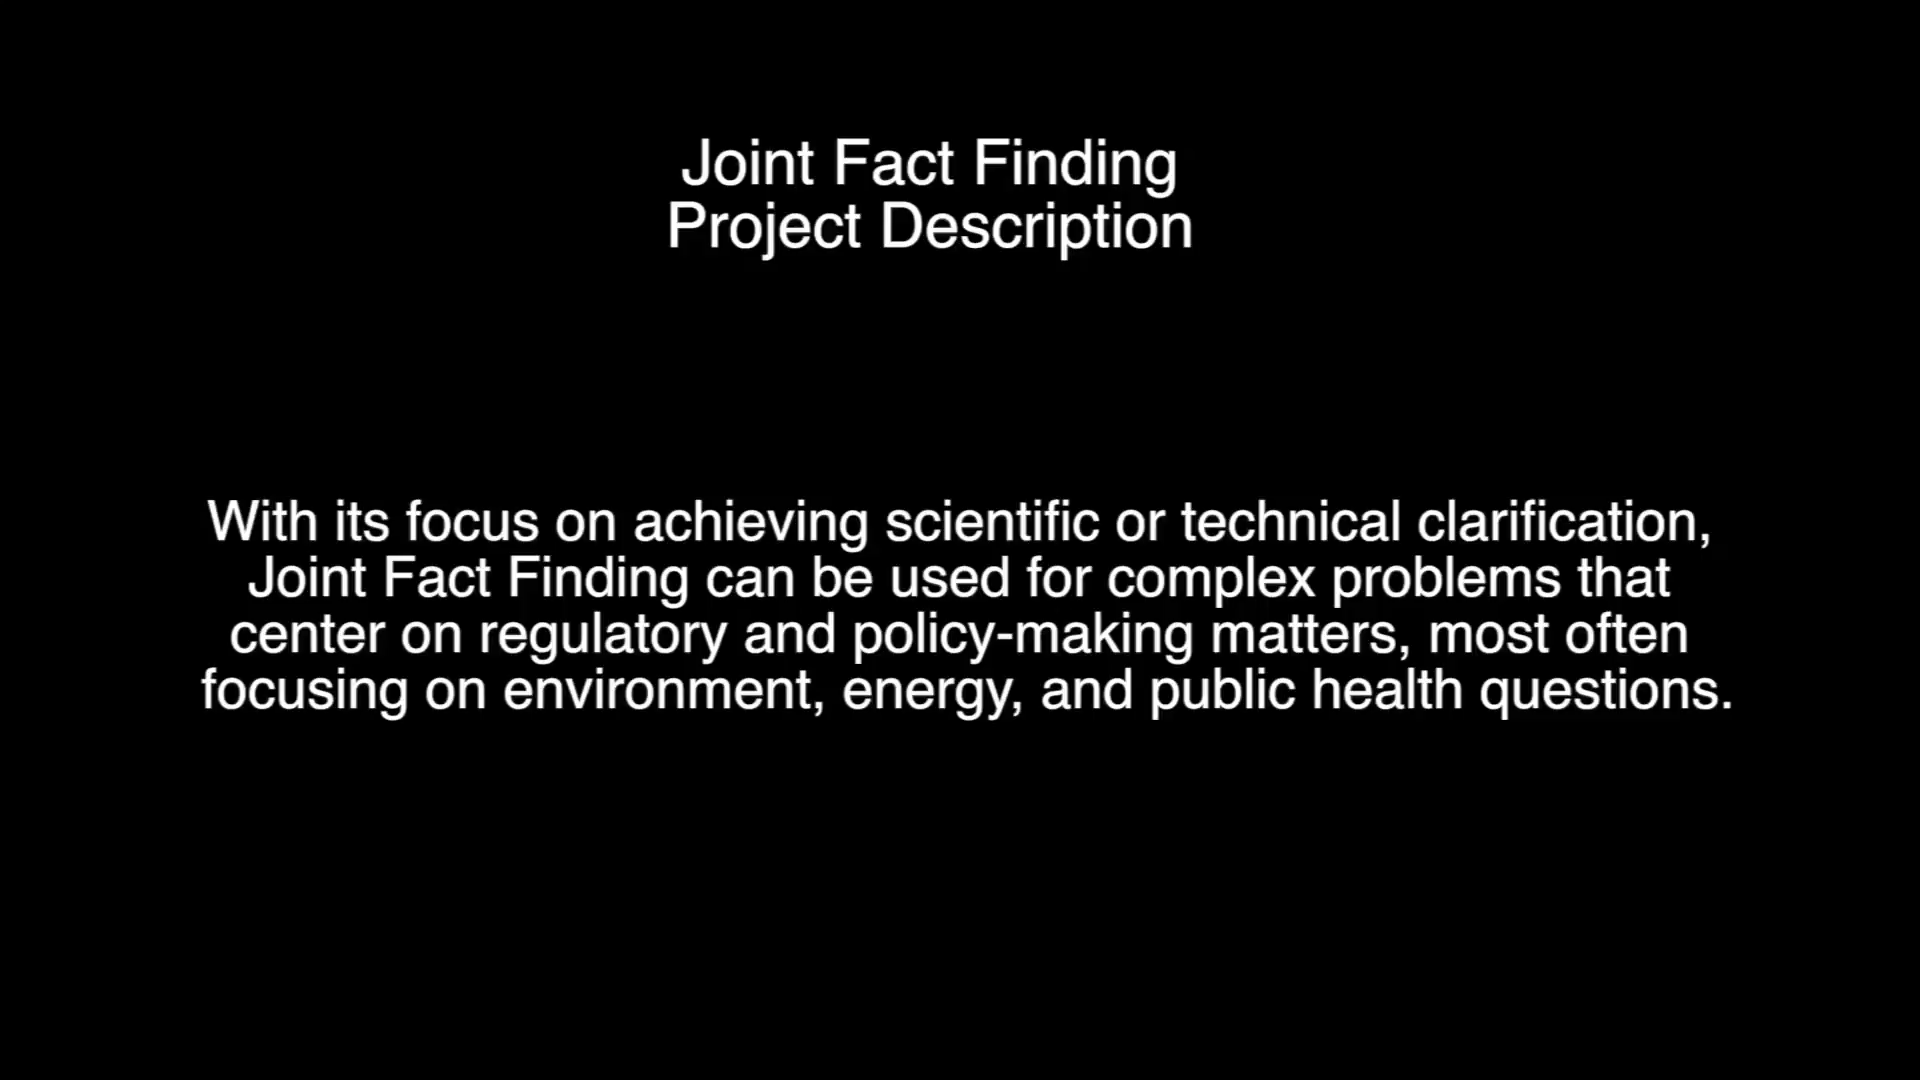 Joint Fact Finding
Project Description
With its focus on achieving scientific or technical clarification,
Joint Fact Finding can be used for complex problems that
center on regulatory and policy-making matters, most often
focusing on environment, energy, and public health questions.